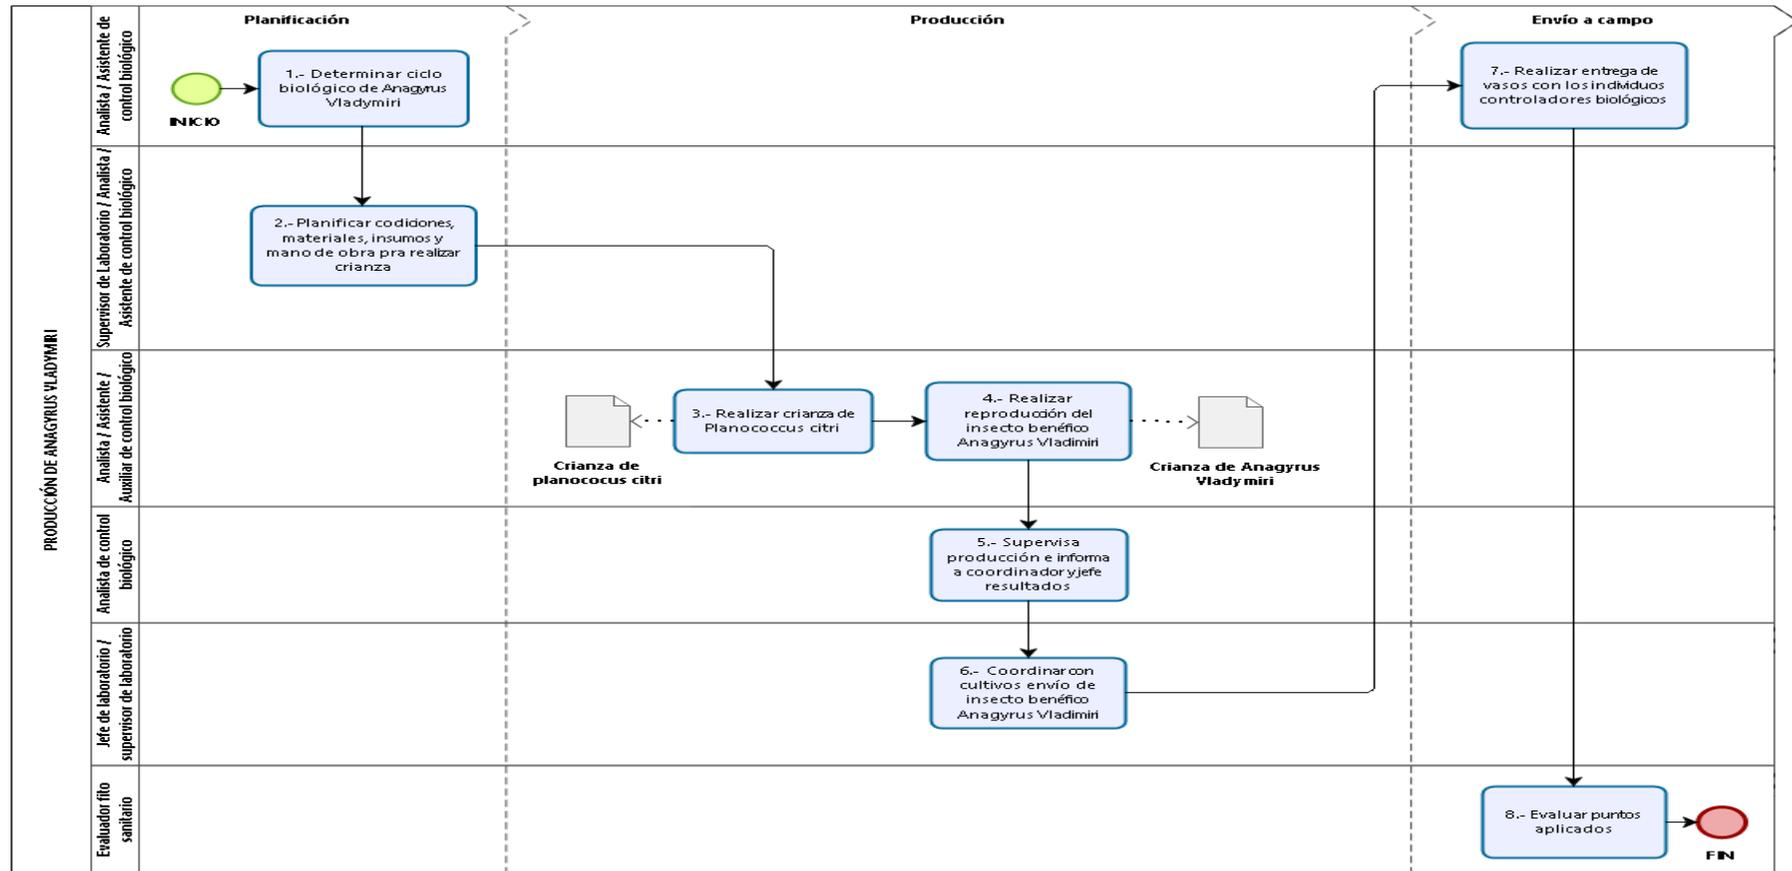 Planificación
Producción
Envío a campo
PRODUCCIÓN DE ANAGYRUS VLADYMIRI
Analista / Asistente de
control biológico
INICIO
1.- Determinar ciclo
biológico de Anagyrus
Vladymiri
7.- Realizar entrega de
vasos con los individuos
controladores biológicos
Supervisor de Laboratorio / Analista /
Asistente de control biológico
2.- Planificar codiciones,
materiales, insumos y
mano de obra pra realizar
crianza
Analista / Asistente /
Auxiliar de control biológico
Crianza de
planococus citri
3.- Realizar crianza de
Planococcus citri
4.- Realizar
reproducción del
insecto benéfico
Anagyrus Vladimiri
Crianza de Anagyrus
Vladymiri
Analista de control
biológico
5.- Supervisa
producción e informa
a coordinador y jefe
resultados
Jefe de laboratorio /
supervisor de laboratorio
6.- Coordinar con
cultivos envío de
insecto benéfico
Anagyrus Vladimiri
Evaluador fito
sanitario
8.- Evaluar puntos
aplicados
FIN